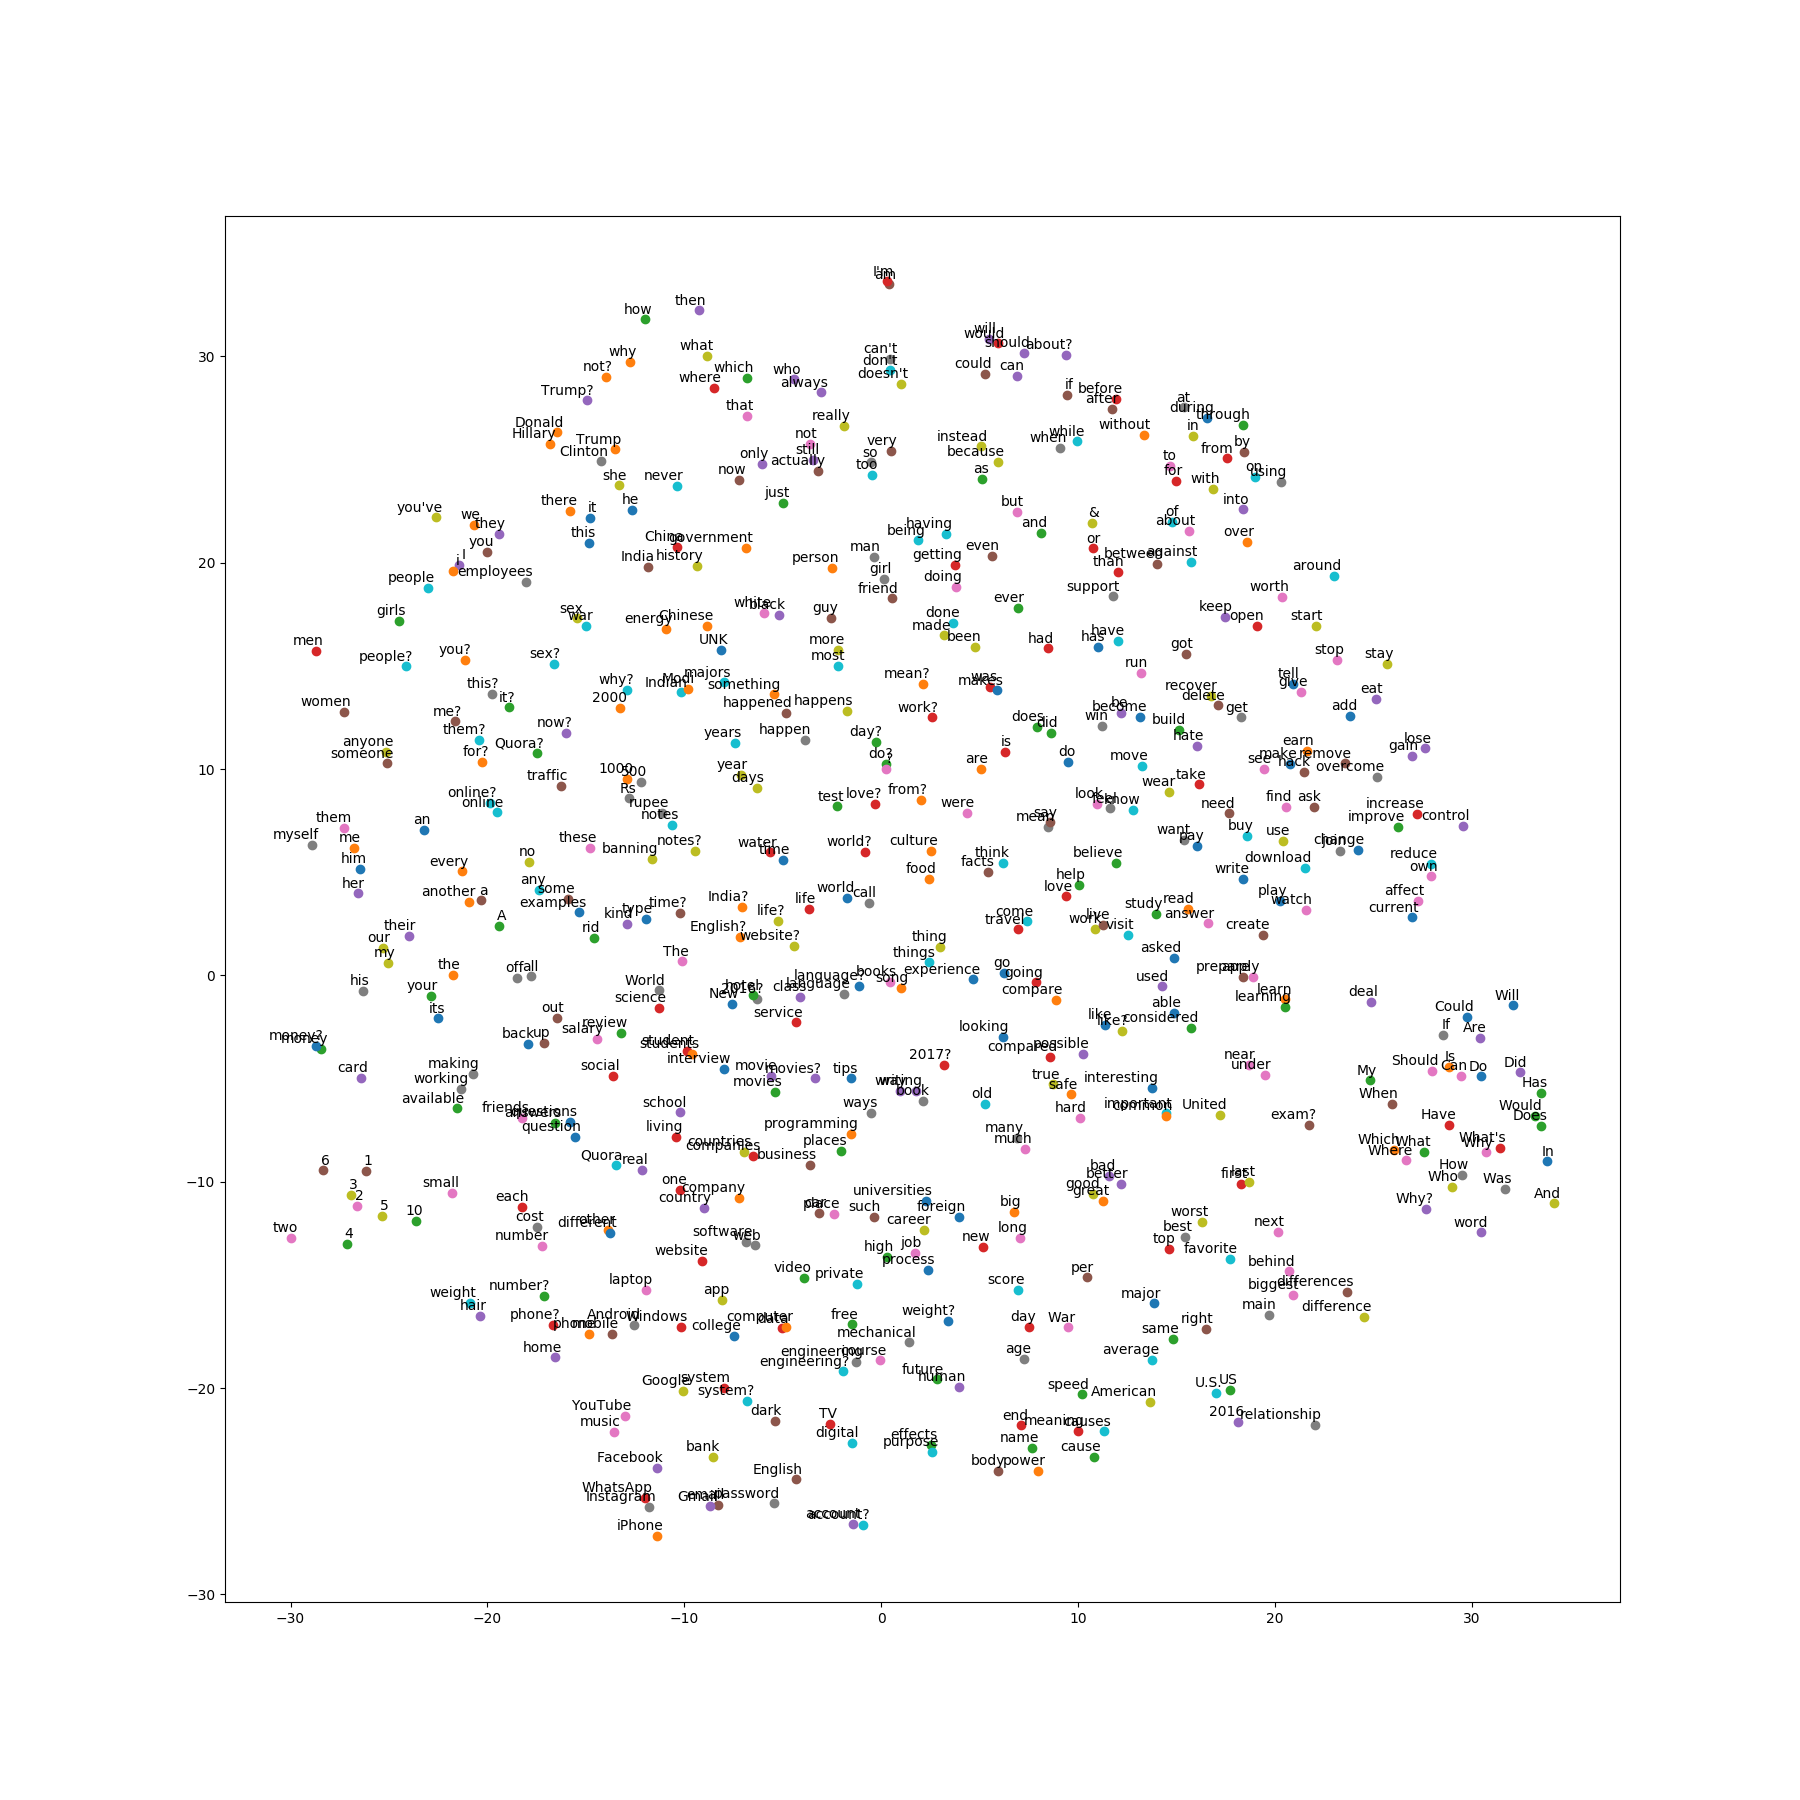 I'm
am
then
how
will
would
should
about?
what
can't
why
don't
could
can
not?
which
who
doesn't
where
always
if
before
Trump?
after
at
during
through
that
really
without
in
Donald
Hillary
Trump
not
very
instead
while
when
by
Clinton
only
still
actually
so
too
because
to
from
on
using
she
never
now
as
for
with
there
it
he
just
into
you've
we
they
but
of
about
this
having
and
&
over
you
China
government
being
or
I
i
India
history
man
even
between
against
employees
person
getting
than
people
girl
doing
around
friend
support
worth
girls
sex
war
white
black
guy
ever
keep
open
start
energy
Chinese
done
made
been
men
UNK
more
had
has
have
people?
you?
sex?
most
got
stop
stay
this?
why?
Indian
Modi
majors
something
mean?
was
makes
run
tell
give
women
it?
2000
happened
happens
recover
delete
eat
me?
work?
be
become
get
add
them?
now?
years
happen
day?
does
did
win
build
anyone
someone
for?
Quora?
do?
is
do
hate
earn
lose
gain
traffic
1000
500
year
days
are
move
make
remove
see
hack
overcome
online?
online
Rs
rupee
notes
test
love?
from?
were
look
feel
know
wear
take
need
find
ask
increase
improve
control
them
myself
me
an
say
mean
him
these
notes?
water
time
world?
culture
want
pay
buy
use
change
join
every
no
banning
think
facts
believe
download
reduce
own
her
any
food
help
write
another
a
some
examples
India?
life
world
call
love
play
watch
affect
current
A
kind
type
time?
life?
come
travel
study
read
answer
their
our
my
rid
English?
website?
work
live
visit
create
The
thing
things
asked
the
off
all
language?
books
song
experience
go
going
prepare
apply
his
your
World
hotel
2016?
class
language
compare
used
learn
learning
deal
Will
its
out
science
New
service
able
Could
back
up
salary
review
looking
like
like?
considered
If
Are
money?
money
student
students
compared
possible
interview
2017?
near
under
Should
Is
Can
Do
Did
card
making
working
social
movie
movies
movies?
tips
true
safe
interesting
My
Has
available
way
writing
book
old
important
common
United
When
Would
Does
friends
answers
questions
question
school
ways
hard
exam?
Have
living
programming
many
much
Which
What
Where
What's
Why
In
countries
companies
places
Quora
real
business
bad
better
first
last
How
Who
Was
6
1
3
2
5
10
4
two
small
one
company
country
universities
good
great
Why?
And
each
cost
number
different
other
car
place
such
foreign
big
worst
word
software
web
career
long
best
top
next
website
high
job
process
new
favorite
behind
number?
laptop
video
private
score
per
biggest
differences
weight
hair
app
major
main
difference
phone?
phone
mobile
Android
Windows
computer
data
college
free
weight?
day
War
right
home
mechanical
same
engineering
engineering?
course
age
average
Google
system
system?
future
human
speed
American
U.S.
US
YouTube
music
dark
TV
digital
end
meaning
causes
2016
relationship
Facebook
bank
effects
purpose
name
cause
WhatsApp
Instagram
English
body
power
Gmail
email
password
account
account?
iPhone
30
20
10
0
−10
−20
−30
−30
−20
−10
0
10
20
30